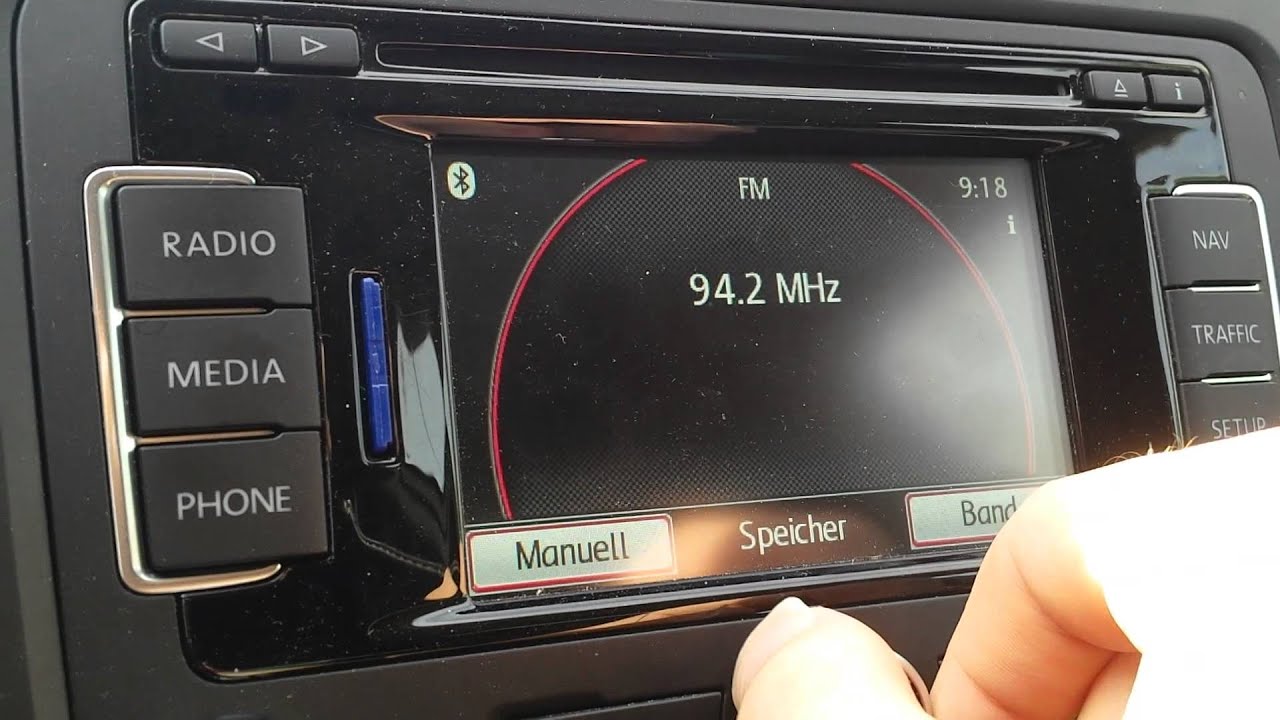 i
RADIO
MEDIA
PHONE
FM
9:18
i
94.2 MHz
Manuell
Speicher
Band
NAV
TRAFFIC
SETUP